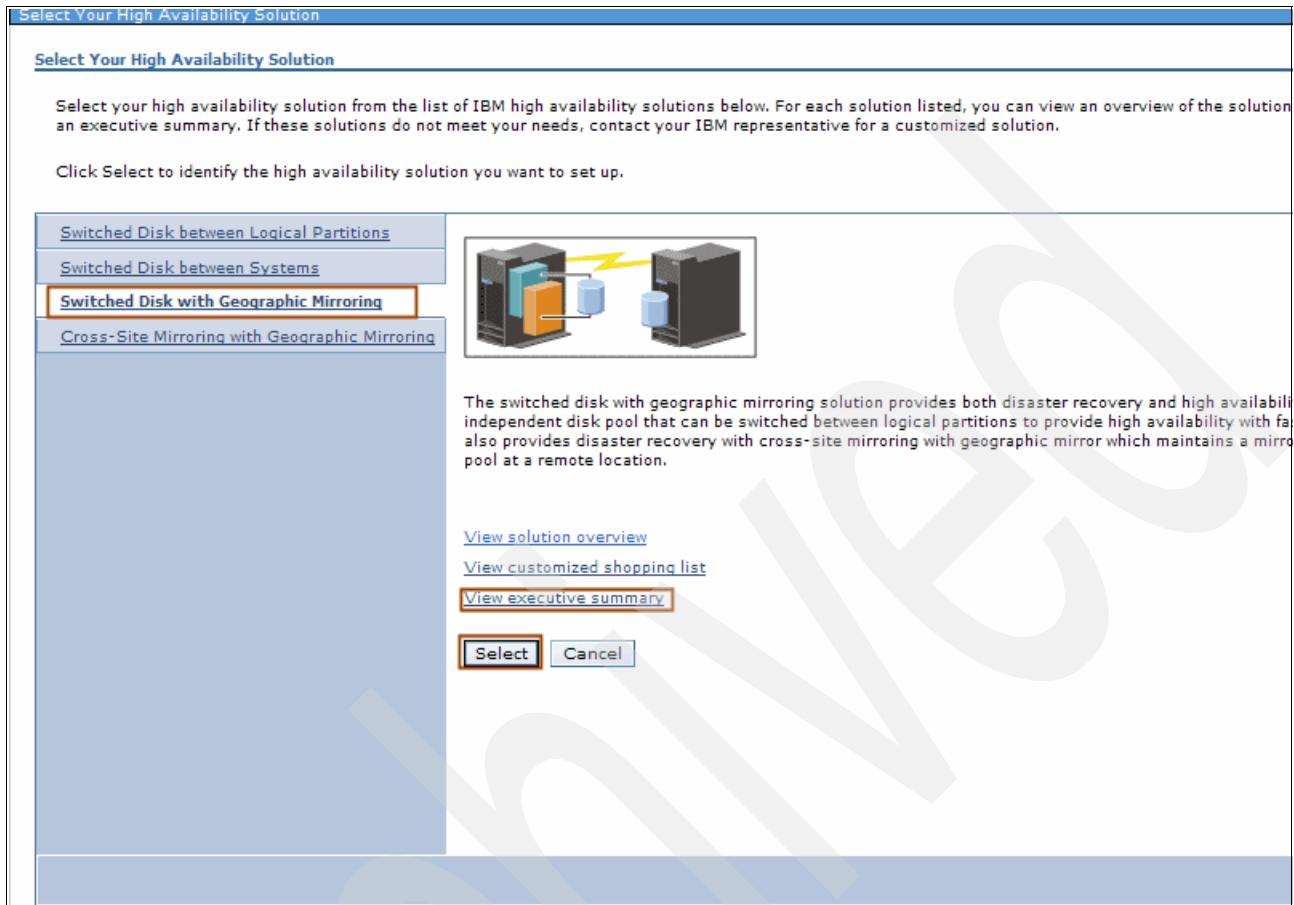 Select Your High Availability Solution
Select Your High Availability Solution
Select your high availability solution from the list of IBM high availability solutions below. For each solution listed, you can view an overview of the solution
an executive summary. If these solutions do not meet your needs, contact your IBM representative for a customized solution.
Click Select to identify the high availability solution you want to set up.
Switched Disk between Logical Partitions
Switched Disk between Systems
Switched Disk with Geographic Mirroring
Cross-Site Mirroring with Geographic Mirroring
The switched disk with geographic mirroring solution provides both disaster recovery and high availabili
independent disk pool that can be switched between logical partitions to provide high availability with fa
also provides disaster recovery with cross-site mirroring with geographic mirror which maintains a mirro
pool at a remote location.
View solution overview
View customized shopping list
View executive summary
Select Cancel
hived